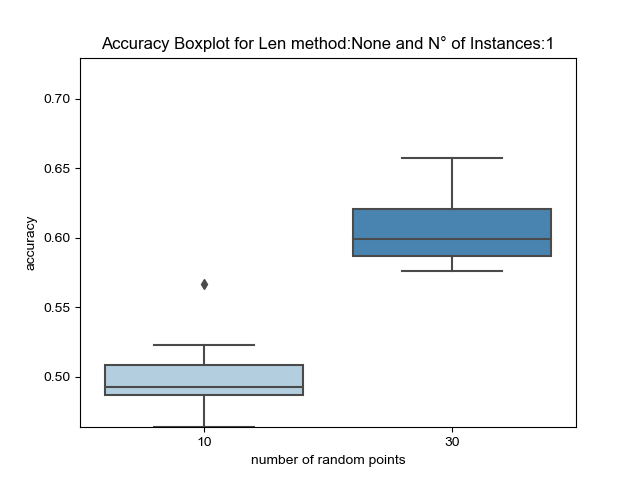 Accuracy Boxplot for Len method:None and N° of Instances:1
0.70
0.65
0.60
0.55
0.50
accuracy
10
30
number of random points